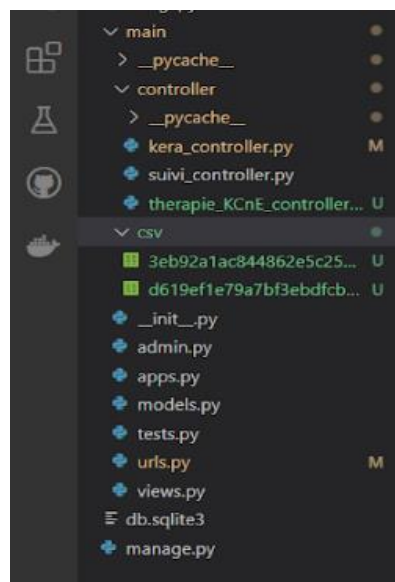 main
__pycache__
controller
__pycache__
kera_controller.py M
suivi_controller.py
therapie_KCnE_controller... U
csv
3eb92a1ac844862e5c25... U
d619ef1e79a7bf3ebdfcb... U
__init__.py
admin.py
apps.py
models.py
tests.py
urls.py M
views.py
db.sqlite3
manage.py